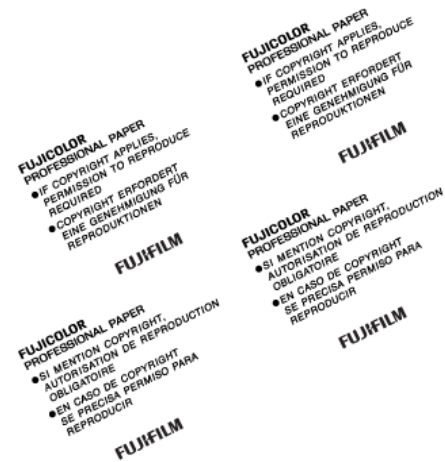 FUJICOLOR
PROFESSIONAL PAPER
●IF COPYRIGHT APPLIES,
PERMISSION TO REPRODUCE
REQUIRED
●COPYRIGHT ERFORDERT
EINE GENEHMIGUNG FÜR
REPRODUKTIONEN
FUJIFILM
FUJICOLOR
PROFESSIONAL PAPER
●SI MENTION COPYRIGHT,
AUTORISATION DE REPRODUCTION
OBLIGATOIRE
●EN CASO DE COPYRIGHT
SE PRECISA PERMISO PARA
REPRODUCIR
FUJIFILM
FUJICOLOR
PROFESSIONAL PAPER
●IF COPYRIGHT APPLIES,
PERMISSION TO REPRODUCE
REQUIRED
●COPYRIGHT ERFORDERT
EINE GENEHMIGUNG FÜR
REPRODUKTIONEN
FUJIFILM
FUJICOLOR
PROFESSIONAL PAPER
●SI MENTION COPYRIGHT,
AUTORISATION DE REPRODUCTION
OBLIGATOIRE
●EN CASO DE COPYRIGHT
SE PRECISA PERMISO PARA
REPRODUCIR
FUJIFILM